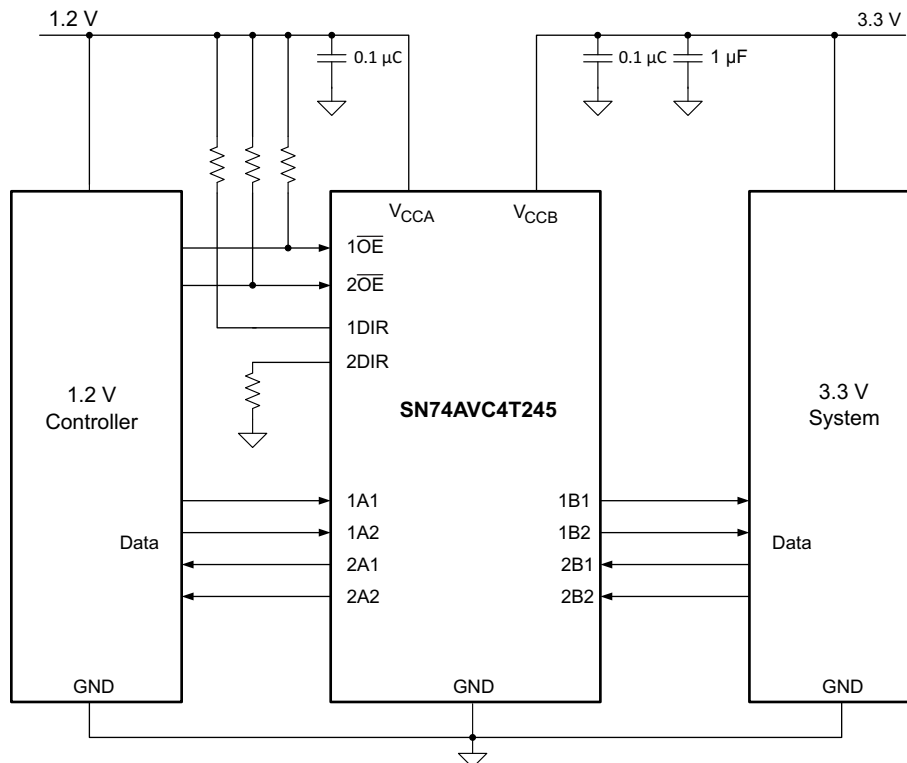 1.2 V
3.3 V
0.1 µC
0.1 µC
1 µF
VCCA
VCCB
1OE
2OE
1DIR
2DIR
SN74AVC4T245
1.2 V
Controller
3.3 V
System
1A1
1B1
1A2
1B2
Data
Data
2A1
2B1
2A2
2B2
GND
GND
GND